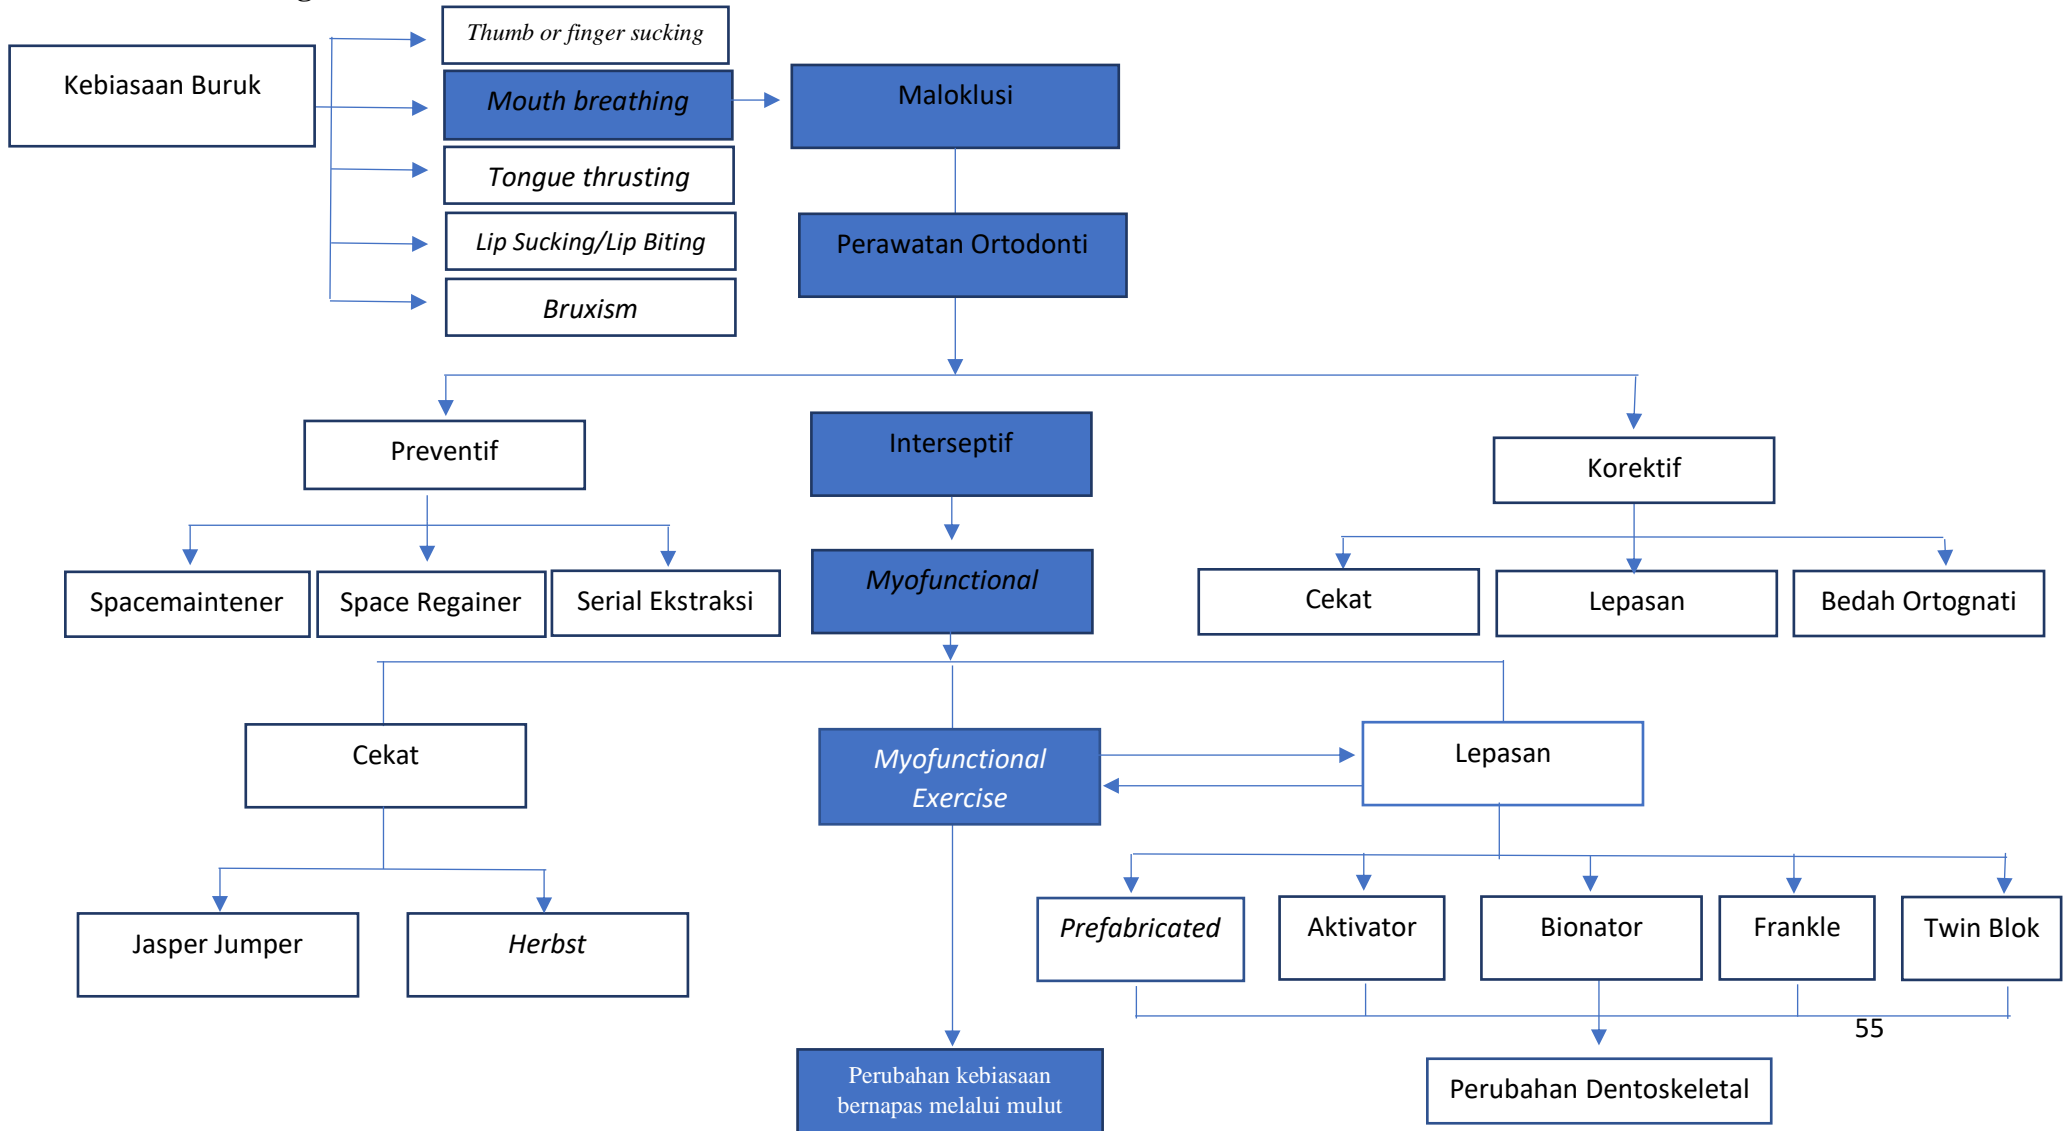 Thumb or finger sucking
Kebiasaan Buruk
Mouth breathing
Maloklusi
Tongue thrusting
Lip Sucking/Lip Biting
Perawatan Ortodonti
Bruxism
Preventif
Interseptif
Korektif
Spacemaintener
Space Regainer
Serial Ekstraksi
Myofunctional
Cekat
Lepasan
Bedah Ortognati
Cekat
Myofunctional
Exercise
Lepasan
Jasper Jumper
Herbst
Prefabricated
Aktivator
Bionator
Frankle
Twin Blok
55
Perubahan kebiasaan
bernapas melalui mulut
Perubahan Dentoskeletal